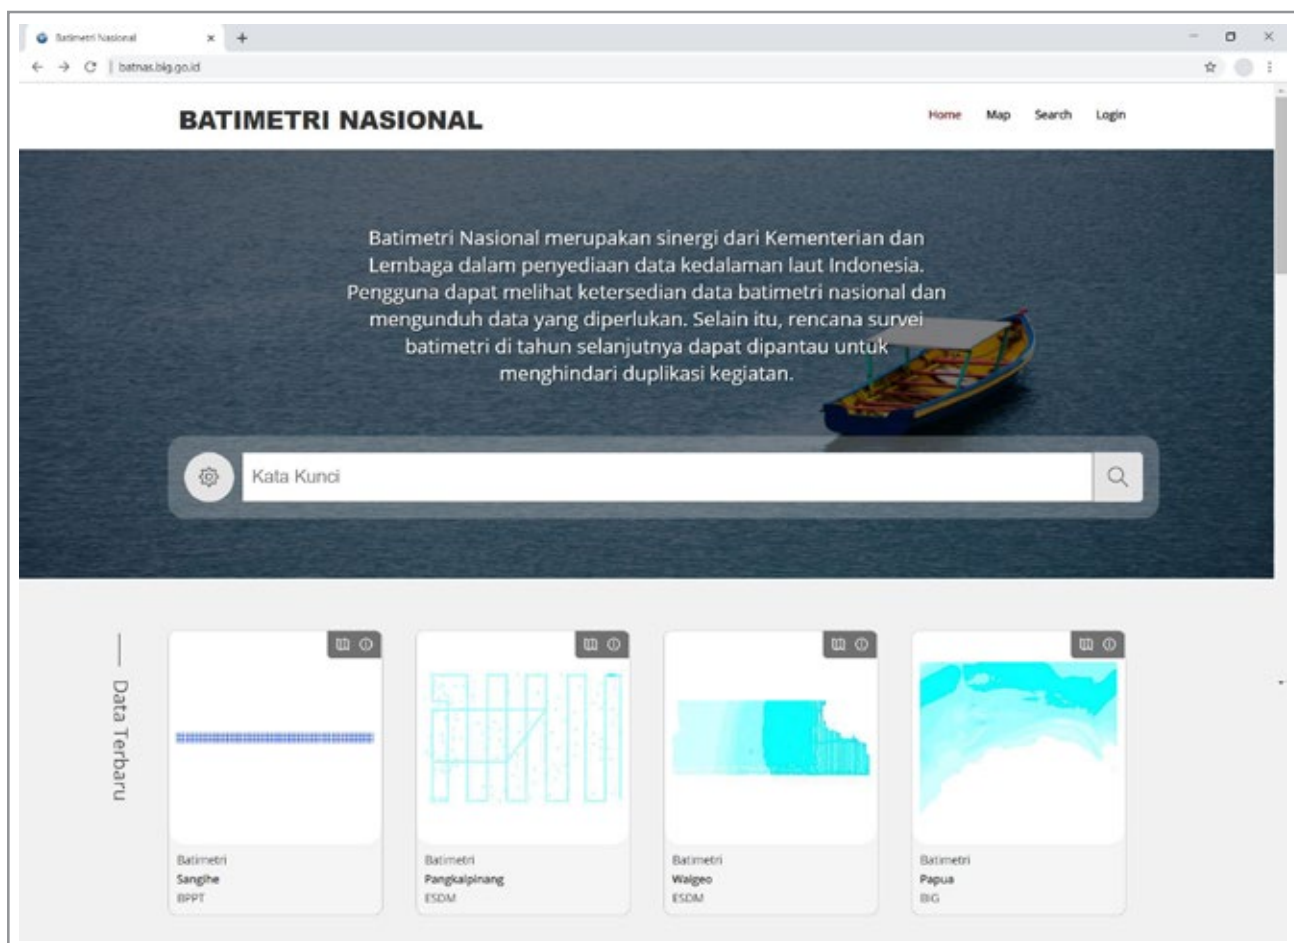 Batimetri Nasional
batnas.big.go.id
BATIMETRI NASIONAL
Home Map Search Login
Batimetri Nasional merupakan sinergi dari Kementerian dan
Lembaga dalam penyediaan data kedalaman laut Indonesia.
Pengguna dapat melihat ketersedian data batimetri nasional dan
mengunduh data yang diperlukan. Selain itu, rencana survei
batimetri di tahun selanjutnya dapat dipantau untuk
menghindari duplikasi kegiatan.
Kata Kunci
Data Terbaru
Batimetri
Sangihe
BPPT
Batimetri
Pangkalpinang
ESDM
Batimetri
Waigeo
ESDM
Batimetri
Papua
BIG